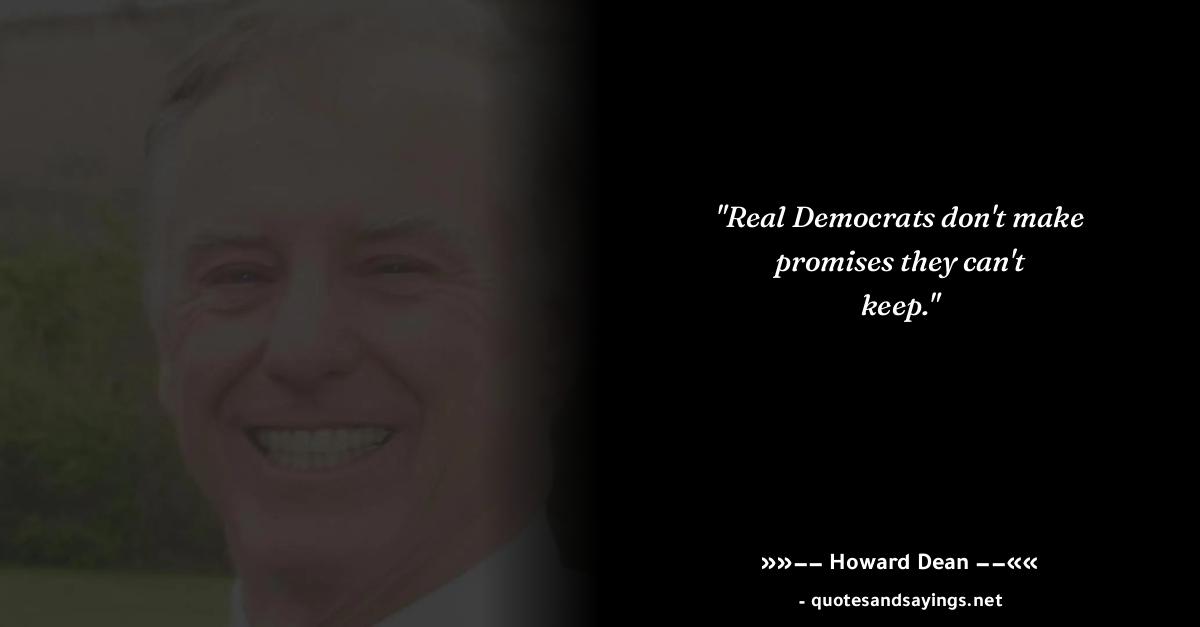 "Real Democrats don't make
promises they can't
keep."
»»–– Howard Dean ––««
- quotesandsayings.net